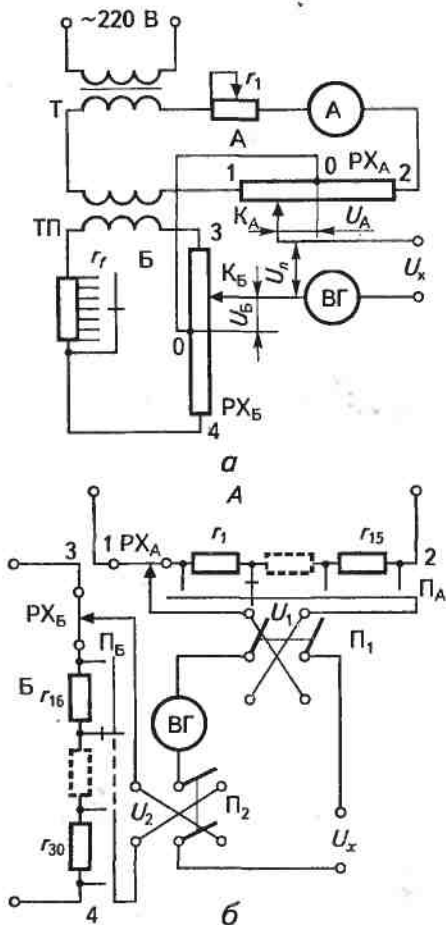 ~220 В
Т
r1
А
А
1
0
РХА
2
КА
UА
ТП
3
rf
Б
КБ
Uп
Ux
UБ
ВГ
0
РХБ
4
а
А
3
1
РХА
r1
r15
2
ПА
РХБ
ПБ
U1
П1
Б
r16
ВГ
U2
П2
r30
Ux
4
б